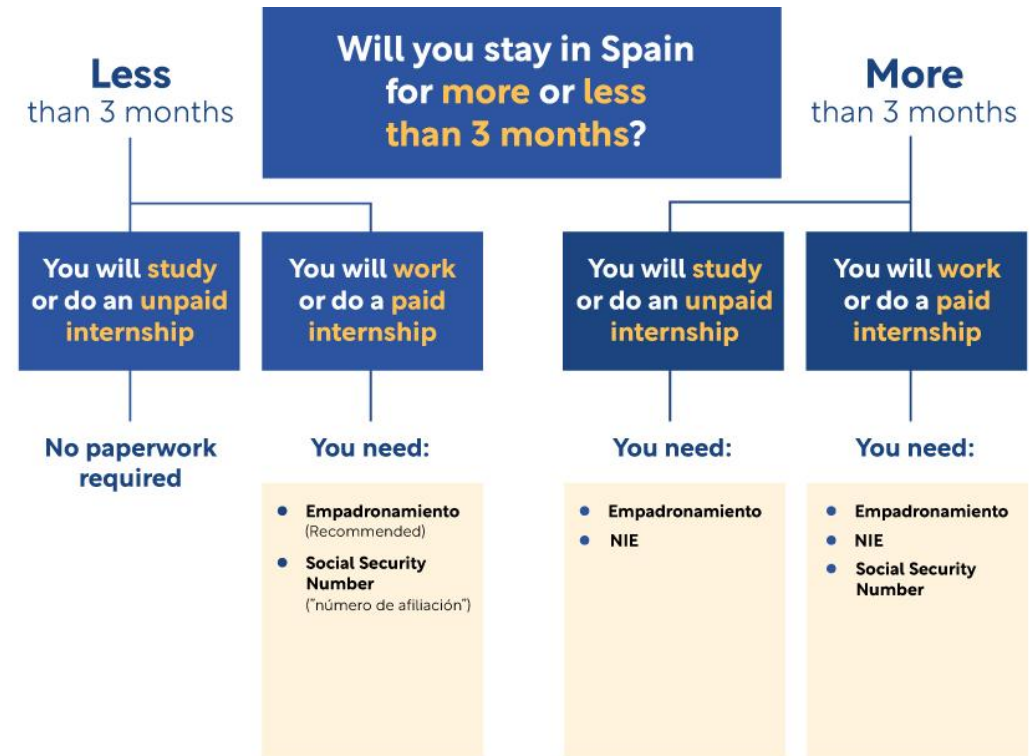 Will you stay in Spain
for more or less
than 3 months?
Less
than 3 months
More
than 3 months
You will study
or do an unpaid
internship
You will work
or do a paid
internship
You will study
or do an unpaid
internship
You will work
or do a paid
internship
No paperwork
required
You need:
Empadronamiento
(Recommended)
Social Security
Number
("número de afiliación")
You need:
Empadronamiento
NIE
You need:
Empadronamiento
NIE
Social Security
Number